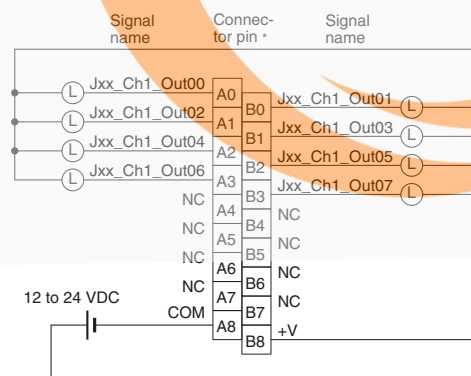 Signal name
Connec-tor pin *
Signal name
Jxx_Ch1_Out00
A0
L
B0
Jxx_Ch1_Out01
L
Jxx_Ch1_Out02
A1
L
B1
Jxx_Ch1_Out03
L
Jxx_Ch1_Out04
A2
L
B2
Jxx_Ch1_Out05
L
Jxx_Ch1_Out06
A3
L
B3
Jxx_Ch1_Out07
L
NC
A4
B4
NC
NC
A5
B5
NC
NC
A6
B6
NC
NC
A7
B7
NC
12 to 24 VDC
COM
A8
B8
+V